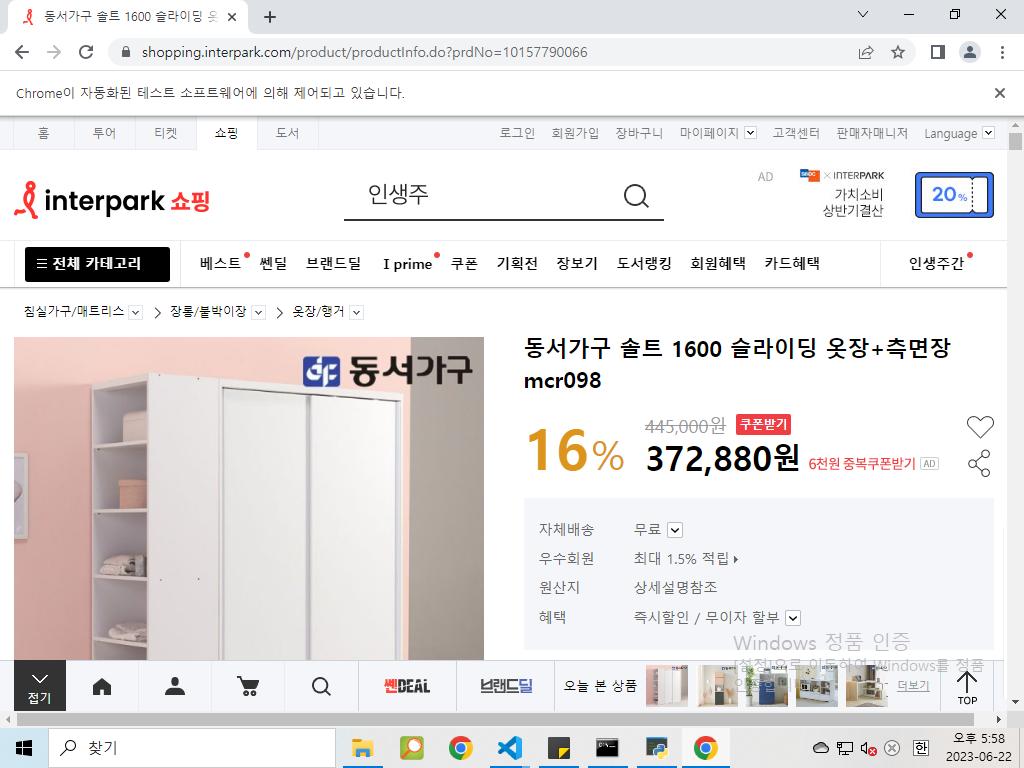 동서가구 솔트 1600 슬라이딩 옷
shopping.interpark.com/product/productInfo.do?prdNo=10157790066
Chrome이 자동화된 테스트 소프트웨어에 의해 제어되고 있습니다.
홈 투어 티켓 쇼핑 도서 로그인 회원가입 장바구니 마이페이지 고객센터 판매자매니저 Language
interpark 쇼핑
인생주
AD
× INTERPARK
가치소비
상반기결산
20%
전체 카테고리 베스트 쎈딜 브랜드딜 I prime 쿠폰 기획전 장보기 도서랭킹 회원혜택 카드혜택 인생주간
침실가구/매트리스 장롱/붙박이장 옷장/행거
동서가구
동서가구 솔트 1600 슬라이딩 옷장+측면장
mcr098
16%
445,000원 쿠폰받기
372,880원 6천원 중복쿠폰받기 AD
자체배송 무료
우수회원 최대 1.5% 적립
원산지 상세설명참조
혜택 즉시할인 / 무이자 할부
Windows 정품 인증
[설정]으로 이동하여 Windows를 정품
접기
쎈DEAL
브랜드딜
오늘 본 상품
더보기
TOP
찾기
한
오후 5:58
2023-06-22